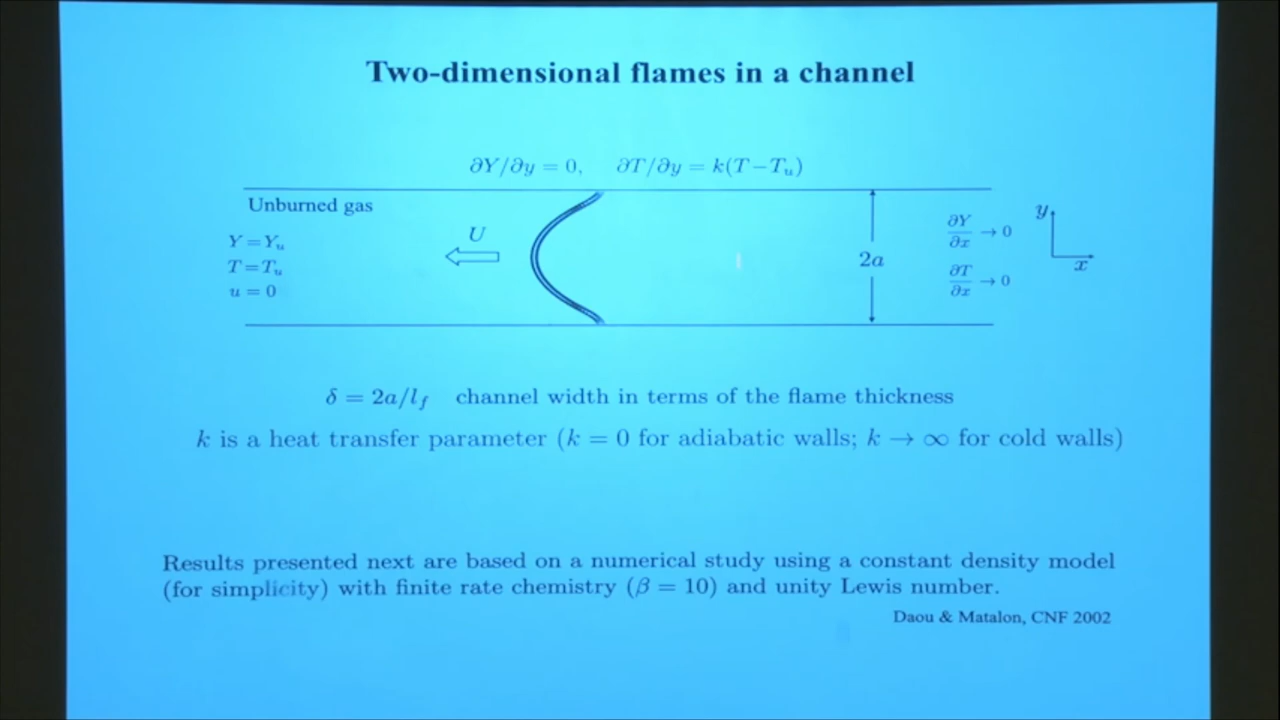 Two-dimensional flames in a channel
∂Y/∂y = 0, ∂T/∂y = k(T−Tᵤ)
Unburned gas
Y = Yᵤ
T = Tᵤ
u = 0
U
2a
∂Y/∂x → 0
∂T/∂x → 0
y
x
δ = 2a/l_f channel width in terms of the flame thickness
k is a heat transfer parameter (k = 0 for adiabatic walls; k → ∞ for cold walls)
Results presented next are based on a numerical study using a constant density model
(for simplicity) with finite rate chemistry (β = 10) and unity Lewis number.
Daou & Matalon, CNF 2002